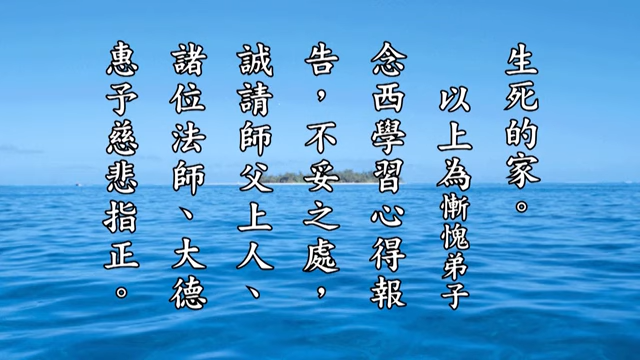 生死的家。
以上為慚愧弟子
念西學習心得報
告，不妥之處，
誠請師父上人、
諸位法師、大德
惠予慈悲指正。